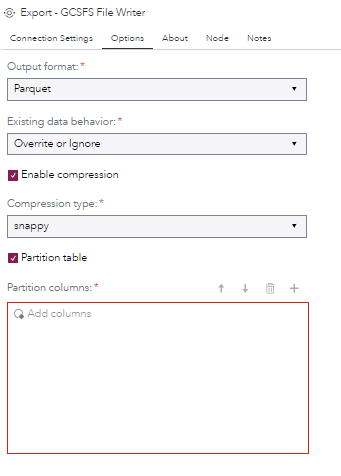 Export - GCSFS File Writer
Connection Settings Options About Node Notes
Output format: *
Parquet
Existing data behavior: *
Overrite or Ignore
Enable compression
Compression type: *
snappy
Partition table
Partition columns: *
Add columns